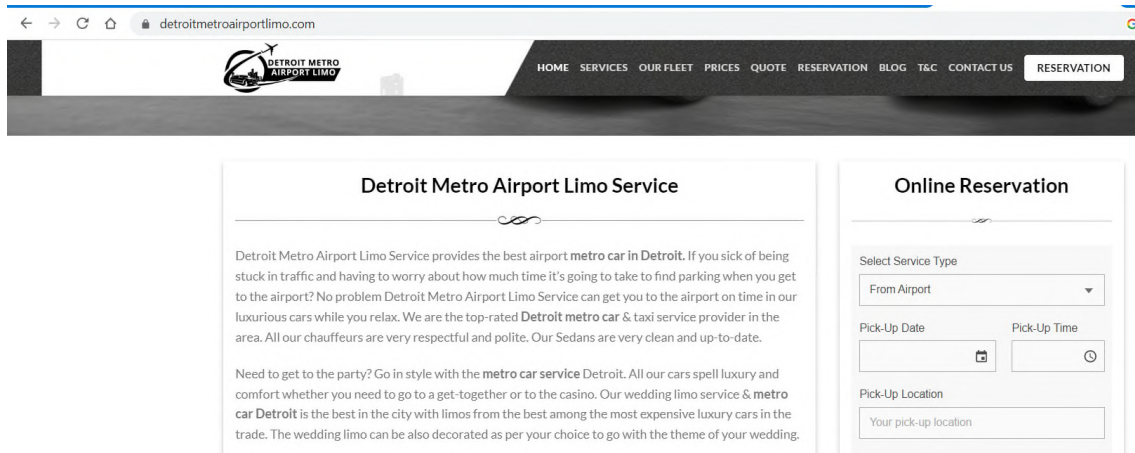 detroitmetroairportlimo.com
DETROIT METRO
AIRPORT LIMO
HOME SERVICES OUR FLEET PRICES QUOTE RESERVATION BLOG T&C CONTACT US RESERVATION
Detroit Metro Airport Limo Service
Detroit Metro Airport Limo Service provides the best airport metro car in Detroit. If you sick of being
stuck in traffic and having to worry about how much time it's going to take to find parking when you get
to the airport? No problem Detroit Metro Airport Limo Service can get you to the airport on time in our
luxurious cars while you relax. We are the top-rated Detroit metro car & taxi service provider in the
area. All our chauffeurs are very respectful and polite. Our Sedans are very clean and up-to-date.
Need to get to the party? Go in style with the metro car service Detroit. All our cars spell luxury and
comfort whether you need to go to a get-together or to the casino. Our wedding limo service & metro
car Detroit is the best in the city with limos from the best among the most expensive luxury cars in the
trade. The wedding limo can be also decorated as per your choice to go with the theme of your wedding.
Online Reservation
Select Service Type
From Airport
Pick-Up Date Pick-Up Time
Pick-Up Location
Your pick-up location